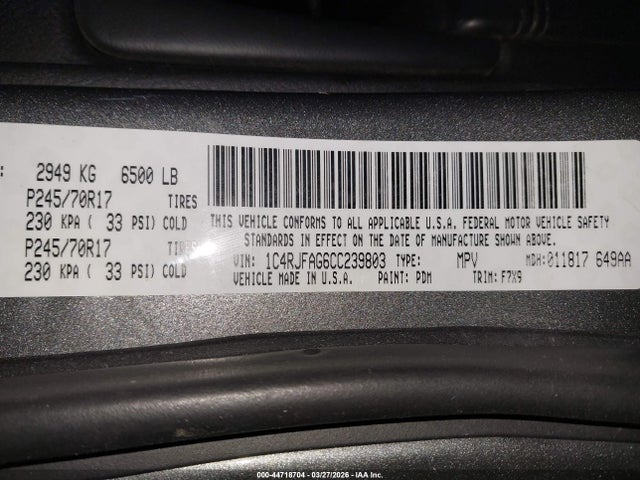 : 2949 KG 6500 LB
P245/70R17 TIRES
230 KPA ( 33 PSI) COLD
P245/70R17 TIRES
230 KPA ( 33 PSI) COLD
THIS VEHICLE CONFORMS TO ALL APPLICABLE U.S.A. FEDERAL MOTOR VEHICLE SAFETY
STANDARDS IN EFFECT ON THE DATE OF MANUFACTURE SHOWN ABOVE.
VIN: 1C4RJFAG6CC239803 TYPE: MPV MDH: 011817 649AA
VEHICLE MADE IN U.S.A. PAINT: PDM TRIM: F7X9
000-44718704 | 03/27/2026 | IAA, Inc.